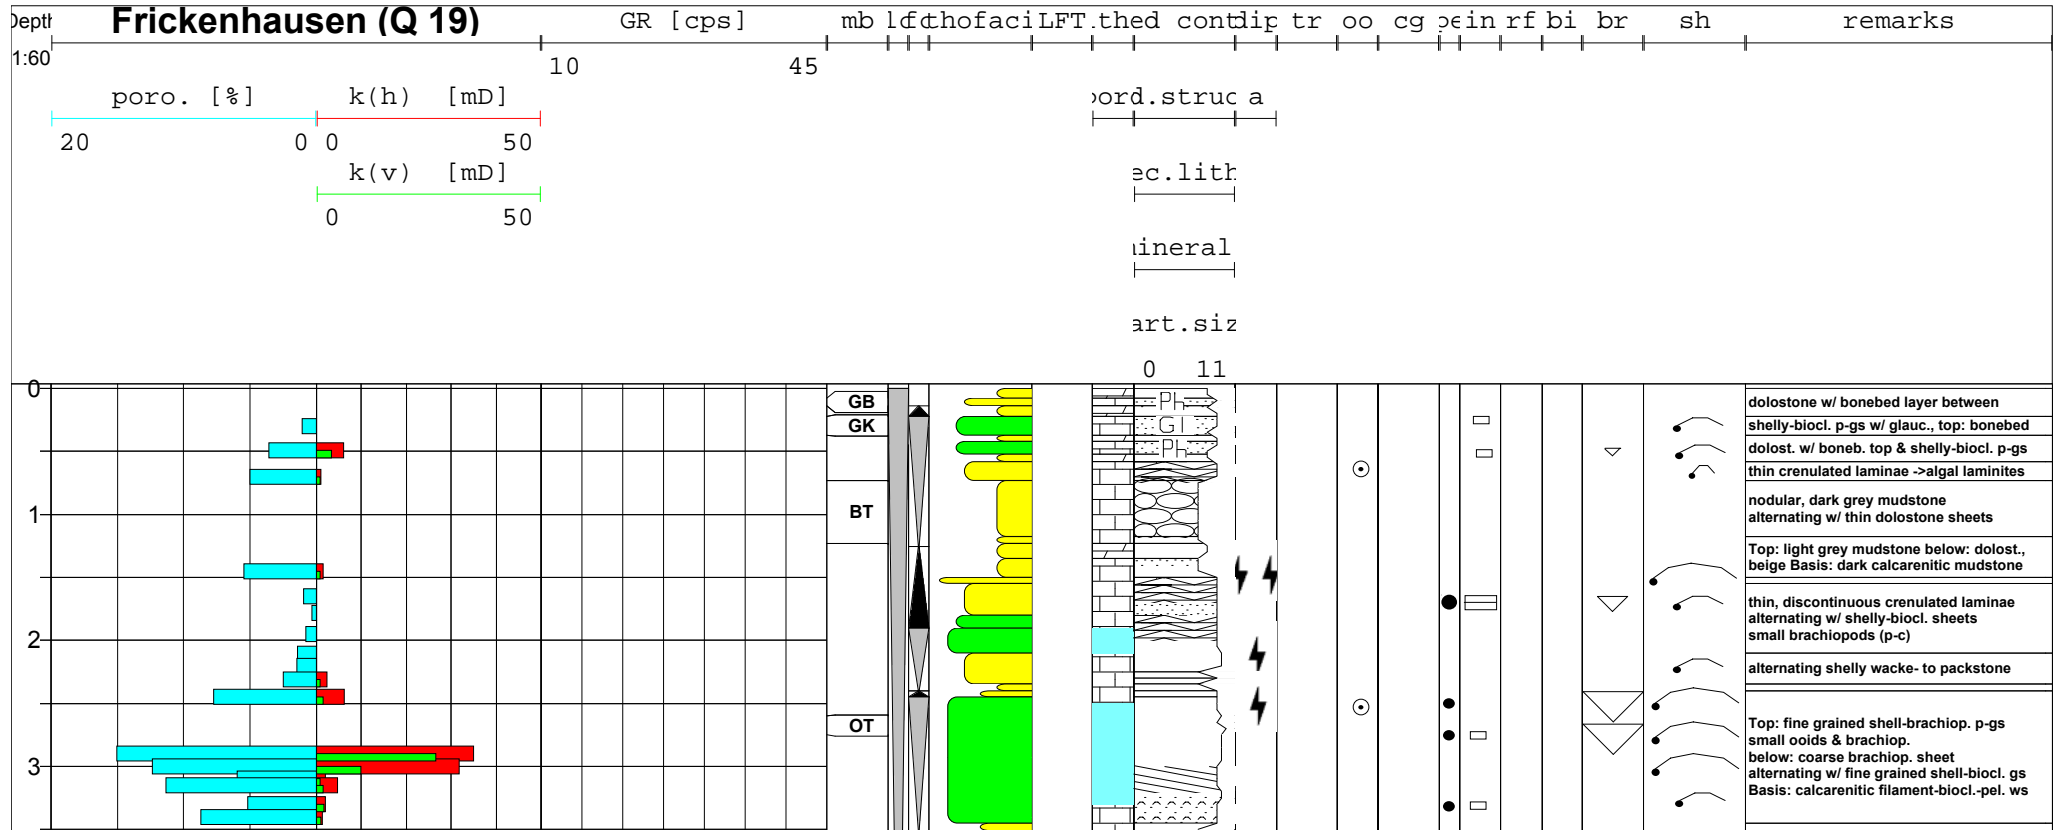 Depth Frickenhausen (Q 19) GR [cps] mb LFT. tr oo cg in rf bi br sh remarks
1:60 10 45
poro. [%] k(h) [mD] ord.struc a
20 0 0 50
k(v) [mD] ec.lith
0 50
ineral
art.siz
0 11
0
GB Ph dolostone w/ bonebed layer between
GK Gl shelly-biocl. p-gs w/ glauc., top: bonebed
Ph dolost. w/ boneb. top & shelly-biocl. p-gs
thin crenulated laminae ->algal laminites
nodular, dark grey mudstone
1 BT alternating w/ thin dolostone sheets
Top: light grey mudstone below: dolost.,
beige Basis: dark calcarenitic mudstone
thin, discontinuous crenulated laminae
alternating w/ shelly-biocl. sheets
2 small brachiopods (p-c)
alternating shelly wacke- to packstone
OT Top: fine grained shell-brachiop. p-gs
small ooids & brachiop.
below: coarse brachiop. sheet
3 alternating w/ fine grained shell-biocl. gs
Basis: calcarenitic filament-biocl.-pel. ws